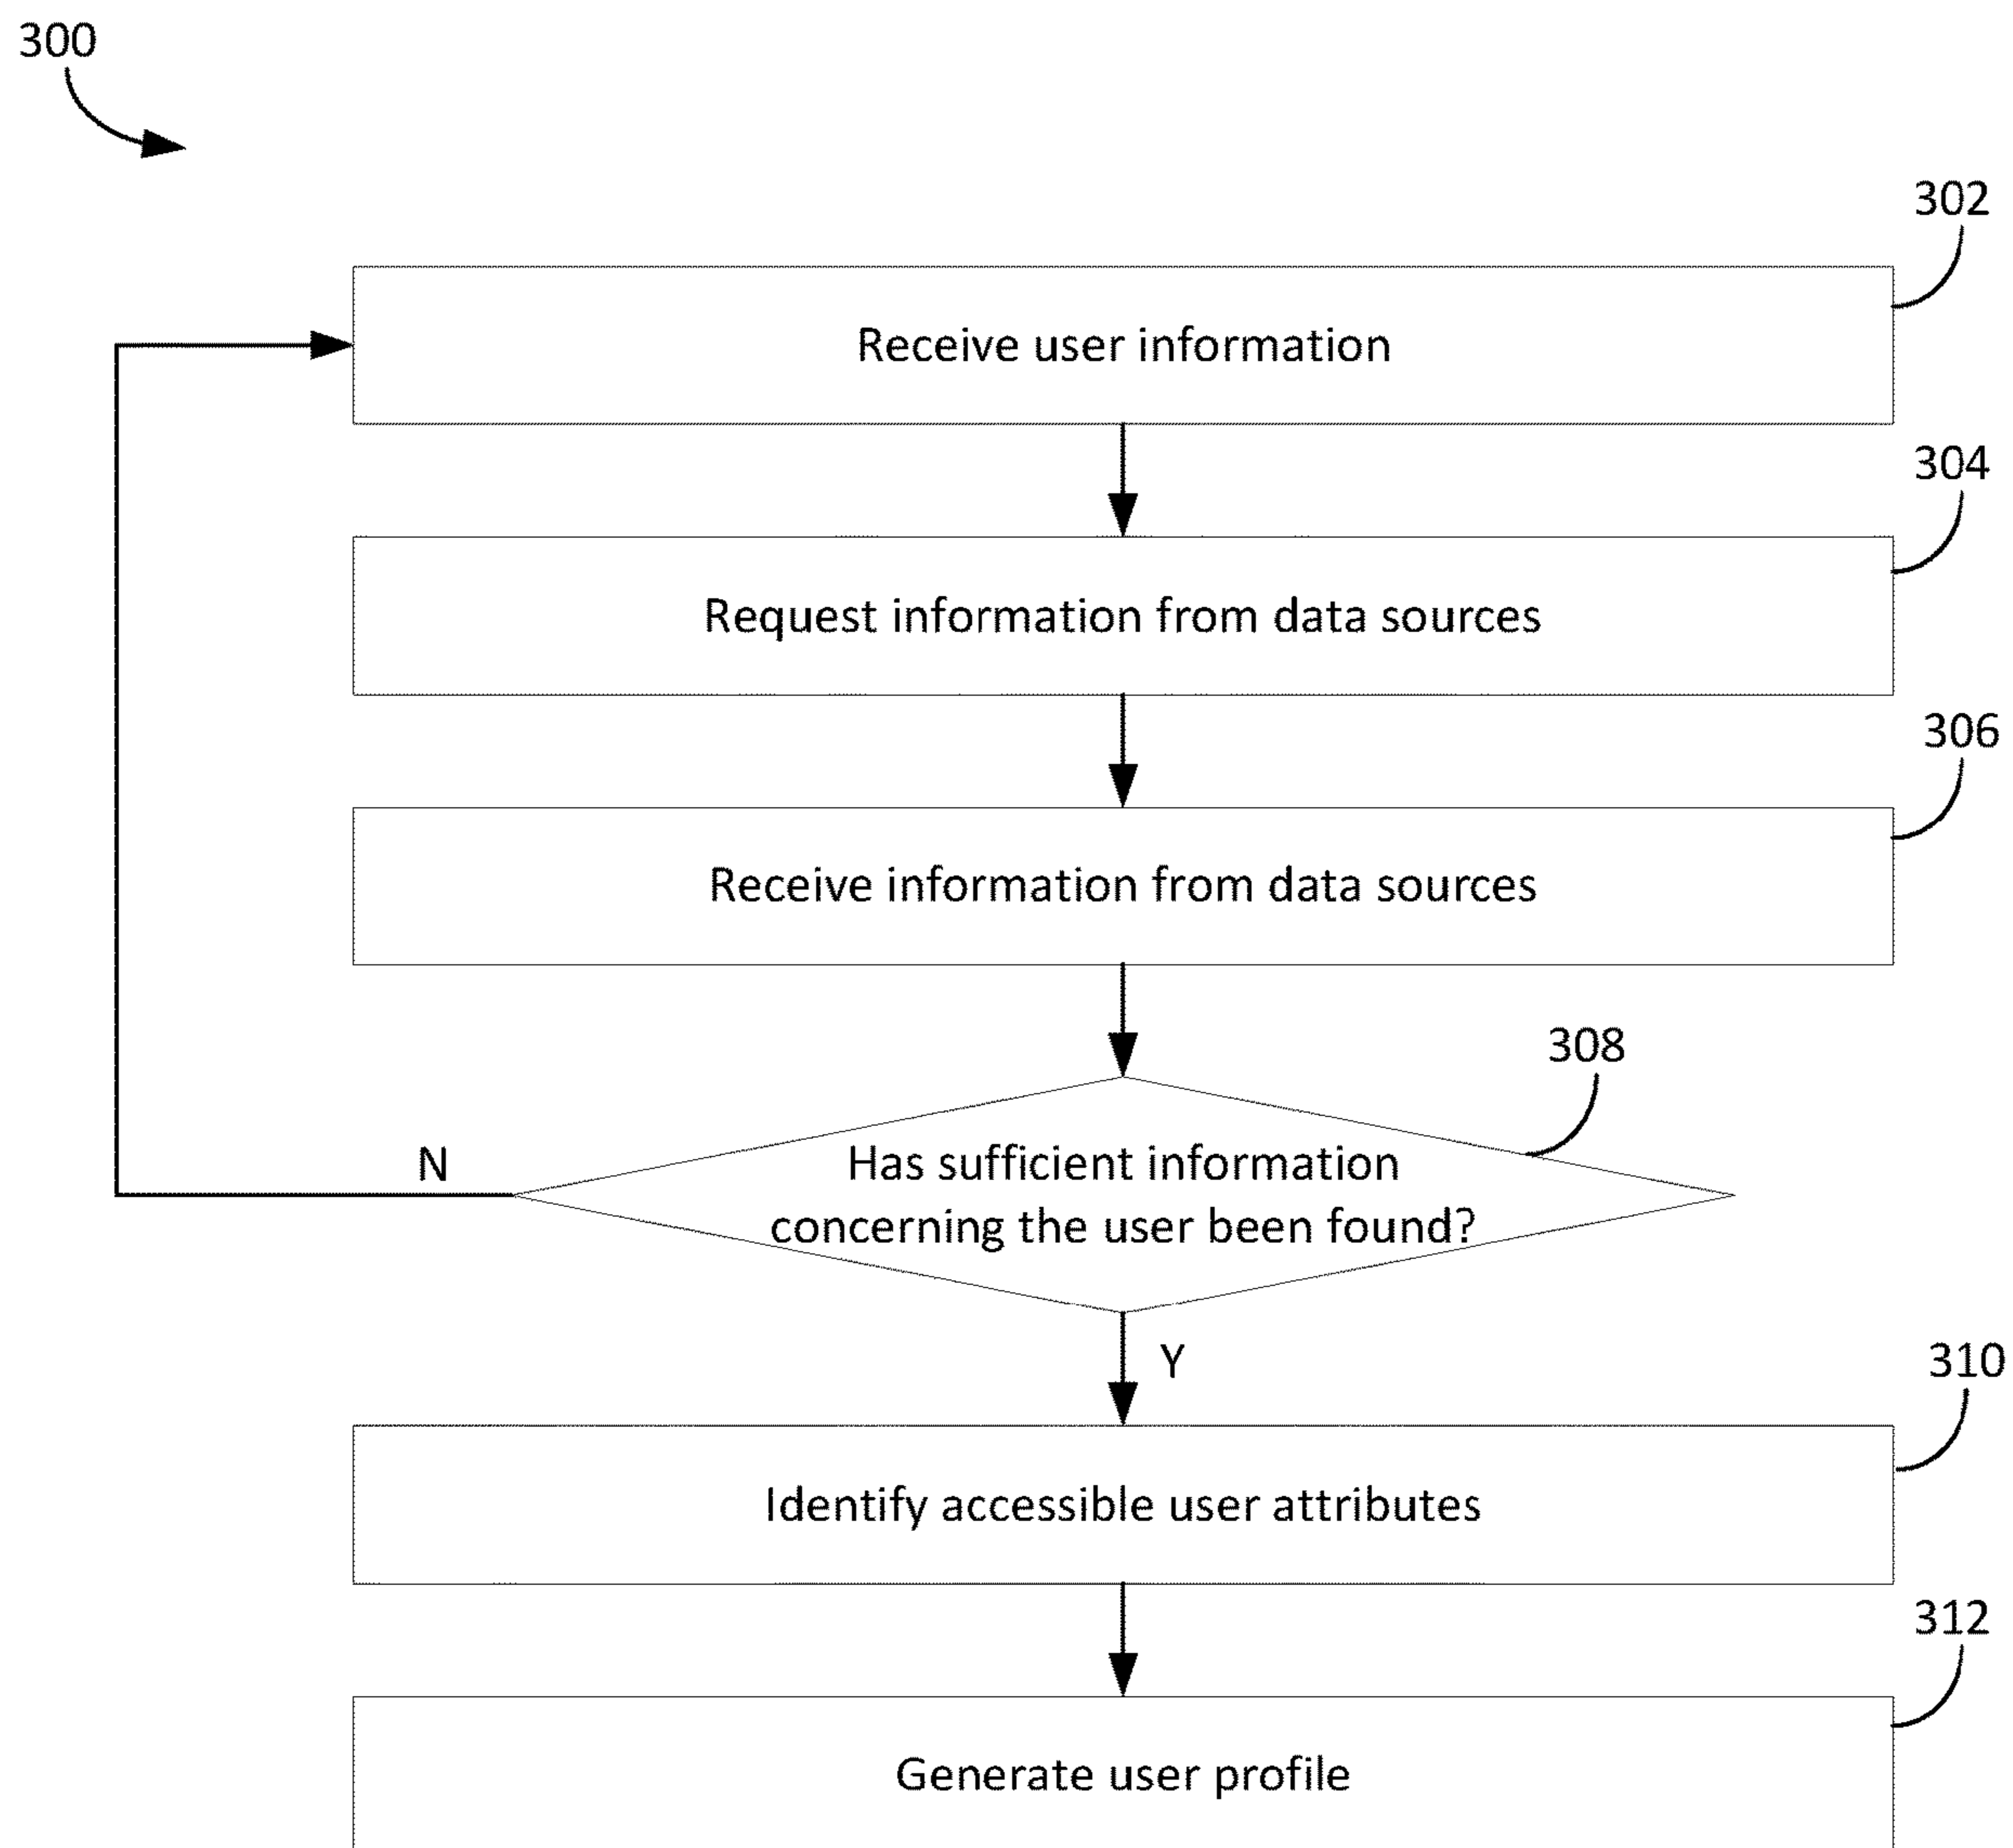 300
302
Receive user information
304
Request information from data sources
306
Receive information from data sources
308
Has sufficient information
concerning the user been found?
N
Y
310
Identify accessible user attributes
312
Generate user profile